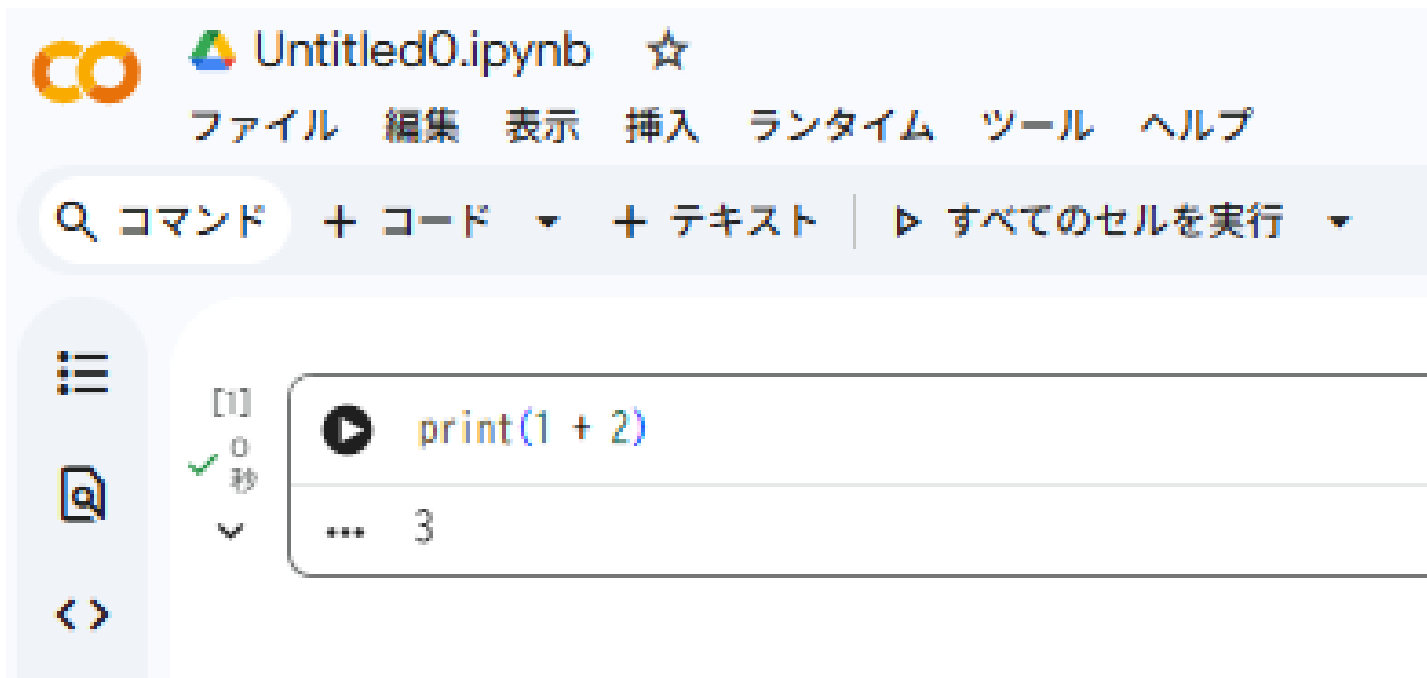 CO Untitled0.ipynb
ファイル 編集 表示 挿入 ランタイム ツール ヘルプ
コマンド + コード + テキスト すべてのセルを実行
[1] print(1 + 2)
0
秒
3